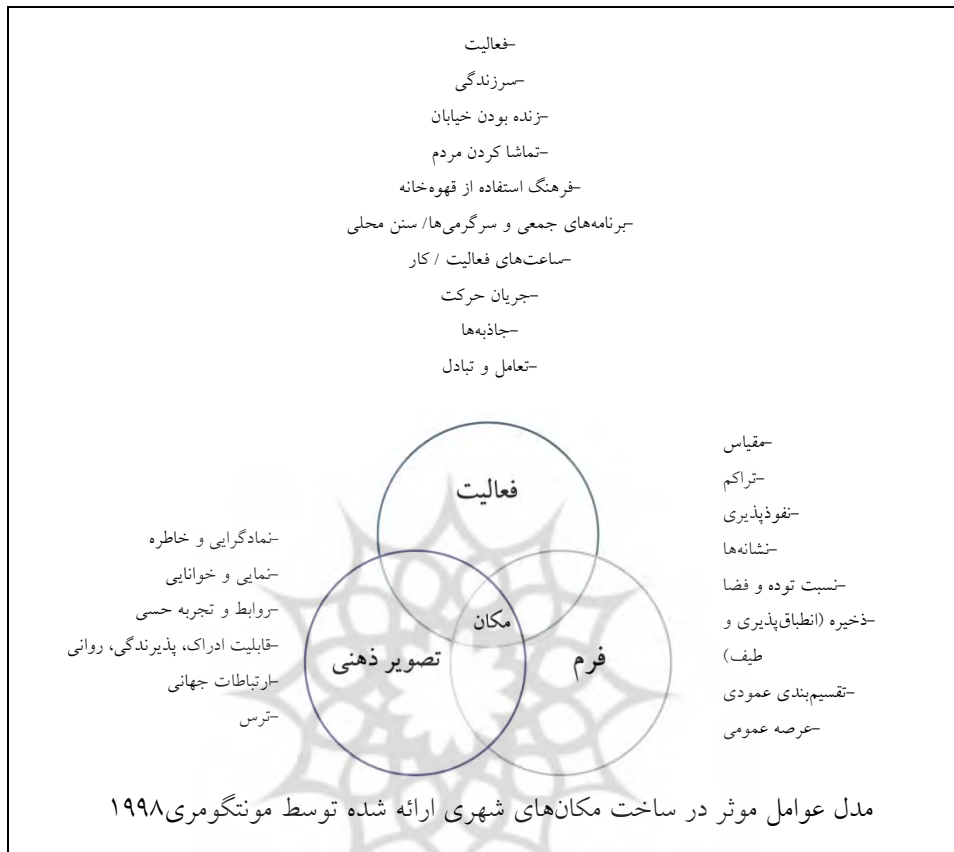 -فعالیت
-سرزندگی
-زنده بودن خیابان
-تماشا کردن مردم
-فرهنگ استفاده از قهوه‌خانه
-برنامه‌های جمعی و سرگرمی‌ها/ سنن محلی
-ساعت‌های فعالیت / کار
-جریان حرکت
-جاذبه‌ها
-تعامل و تبادل
-مقیاس
-تراکم
-نفوذپذیری
-نشانه‌ها
-نسبت توده و فضا
-ذخیره (انطباق‌پذیری و
طیف)
-تقسیم‌بندی عمودی
-عرصه عمومی
فعالیت
مکان
فرم
تصویر ذهنی
-نمادگرایی و خاطره
-نمایی و خوانایی
-روابط و تجربه حسی
-قابلیت ادراک، پذیرندگی، روانی
-ارتباطات جهانی
-ترس
مدل عوامل موثر در ساخت مکان‌های شهری ارائه شده توسط مونتگومری۱۹۹۸